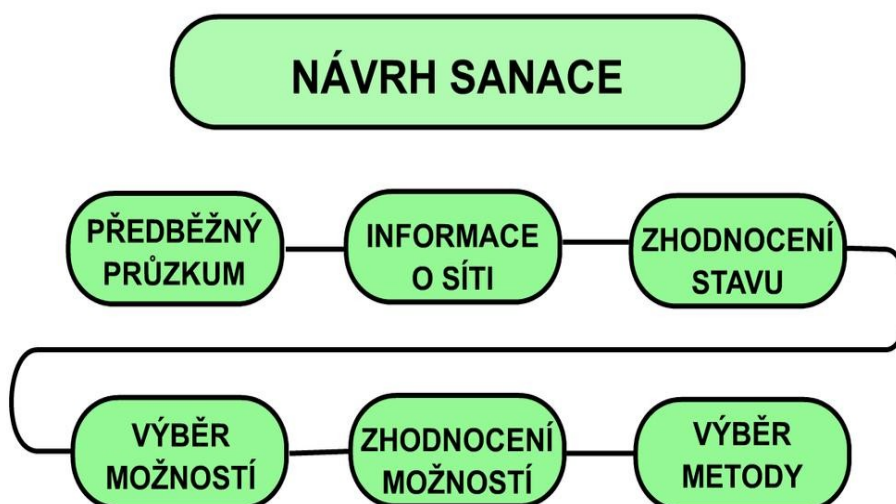 NÁVRH SANACE
PŘEDBĚŽNÝ
PRŮZKUM
INFORMACE
O SÍTI
ZHODNOCENÍ
STAVU
VÝBĚR
MOŽNOSTÍ
ZHODNOCENÍ
MOŽNOSTÍ
VÝBĚR
METODY